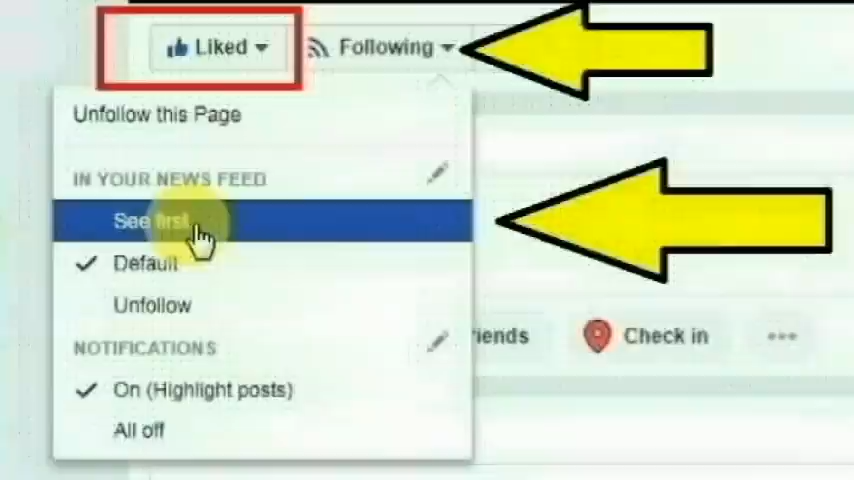 Liked Following
Unfollow this Page
IN YOUR NEWS FEED
See first
Default
Unfollow
iends Check in
NOTIFICATIONS
On (Highlight posts)
All off